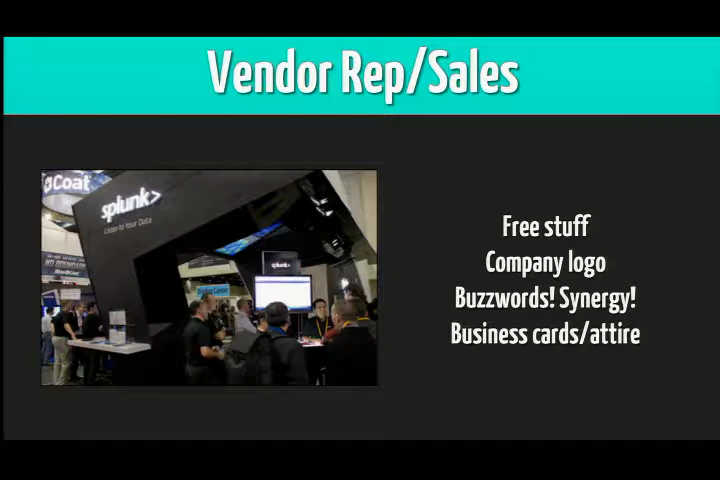 Vendor Rep/Sales
Coat
splunk>
Listen to Your Data
splunk>
Free stuff
Company logo
Buzzwords! Synergy!
Business cards/attire